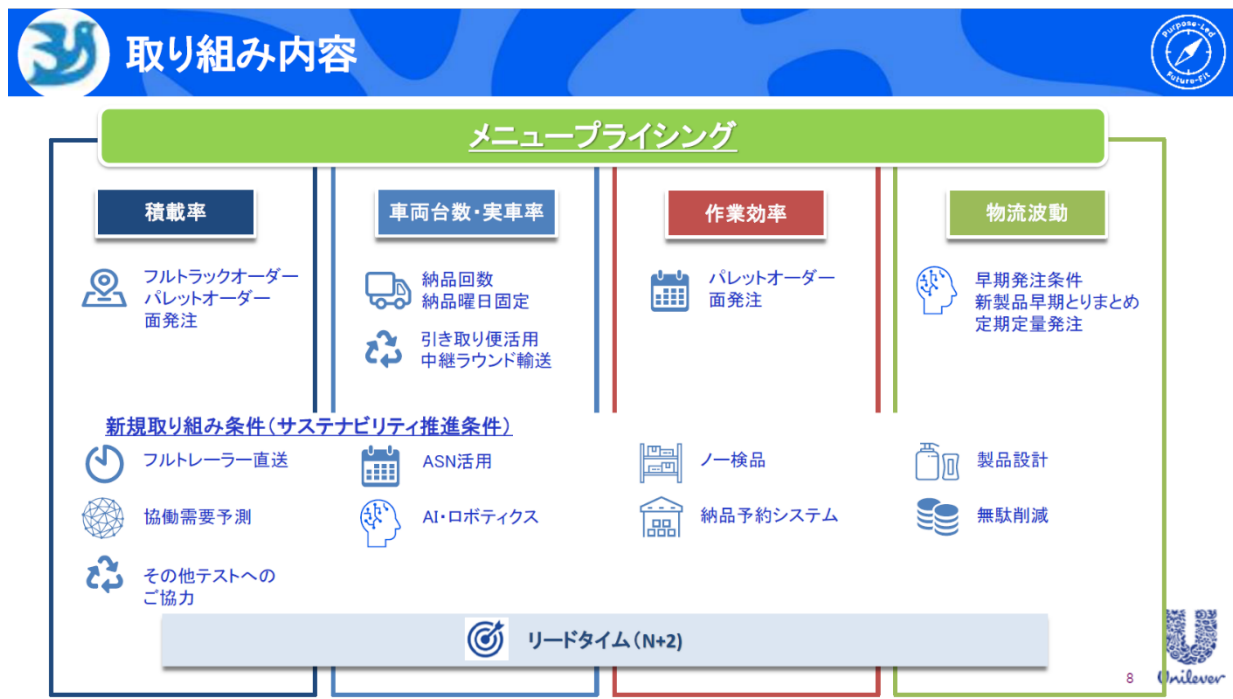 取り組み内容
Purpose-Led
Future-Fit
メニュープライシング
積載率
フルトラックオーダー
パレットオーダー
面発注
車両台数・実車率
納品回数
納品曜日固定
引き取り便活用
中継ラウンド輸送
作業効率
パレットオーダー
面発注
物流波動
早期発注条件
新製品早期とりまとめ
定期定量発注
新規取り組み条件(サステナビリティ推進条件)
フルトレーラー直送
協働需要予測
その他テストへの
ご協力
ASN活用
AI・ロボティクス
ノー検品
納品予約システム
製品設計
無駄削減
リードタイム(N+2)
8
Unilever